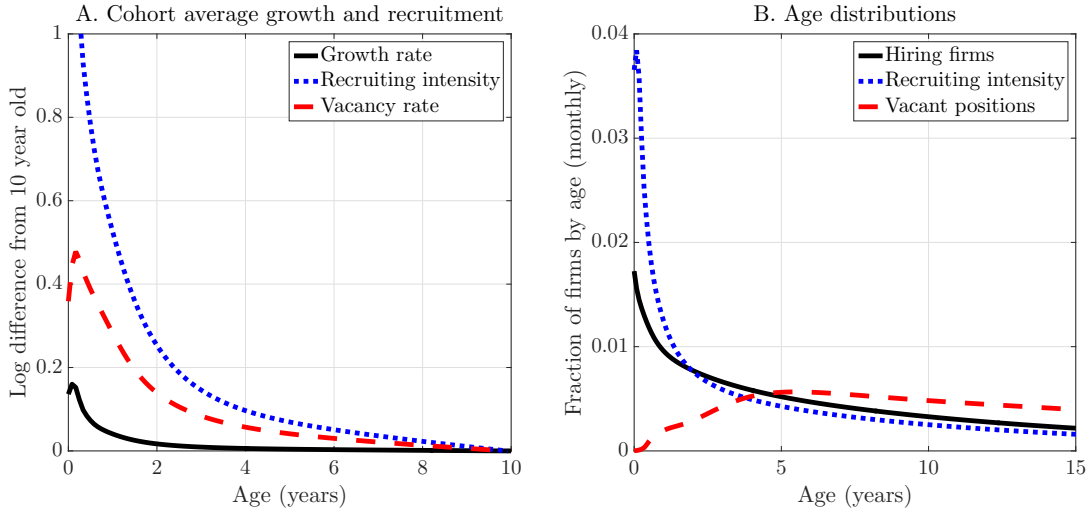 A. Cohort average growth and recruitment
Log difference from 10 year old
1
0.8
0.6
0.4
0.2
0
Growth rate
Recruiting intensity
Vacancy rate
0 2 4 6 8 10
Age (years)
B. Age distributions
Fraction of firms by age (monthly)
0.04
0.03
0.02
0.01
0
Hiring firms
Recruiting intensity
Vacant positions
0 5 10 15
Age (years)